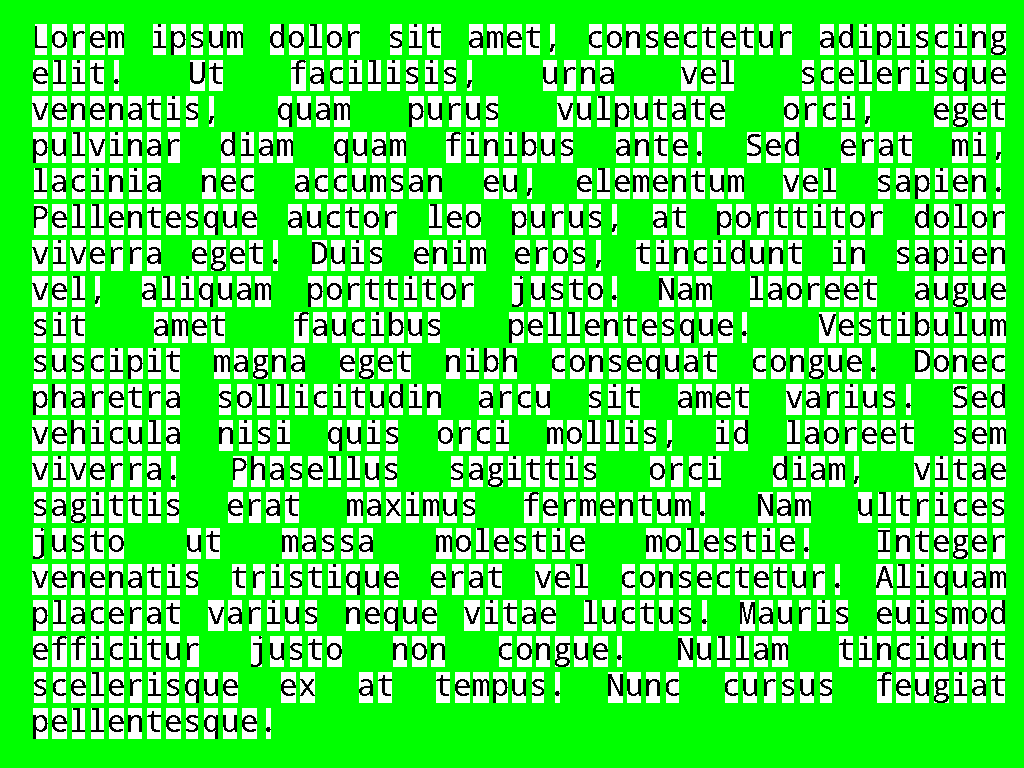 Lorem ipsum dolor sit amet, consectetur adipiscing
elit. Ut facilisis, urna vel scelerisque
venenatis, quam purus vulputate orci, eget
pulvinar diam quam finibus ante. Sed erat mi,
lacinia nec accumsan eu, elementum vel sapien.
Pellentesque auctor leo purus, at porttitor dolor
viverra eget. Duis enim eros, tincidunt in sapien
vel, aliquam porttitor justo. Nam laoreet augue
sit amet faucibus pellentesque. Vestibulum
suscipit magna eget nibh consequat congue. Donec
pharetra sollicitudin arcu sit amet varius. Sed
vehicula nisi quis orci mollis, id laoreet sem
viverra. Phasellus sagittis orci diam, vitae
sagittis erat maximus fermentum. Nam ultrices
justo ut massa molestie molestie. Integer
venenatis tristique erat vel consectetur. Aliquam
placerat varius neque vitae luctus. Mauris euismod
efficitur justo non congue. Nullam tincidunt
scelerisque ex at tempus. Nunc cursus feugiat
pellentesque.